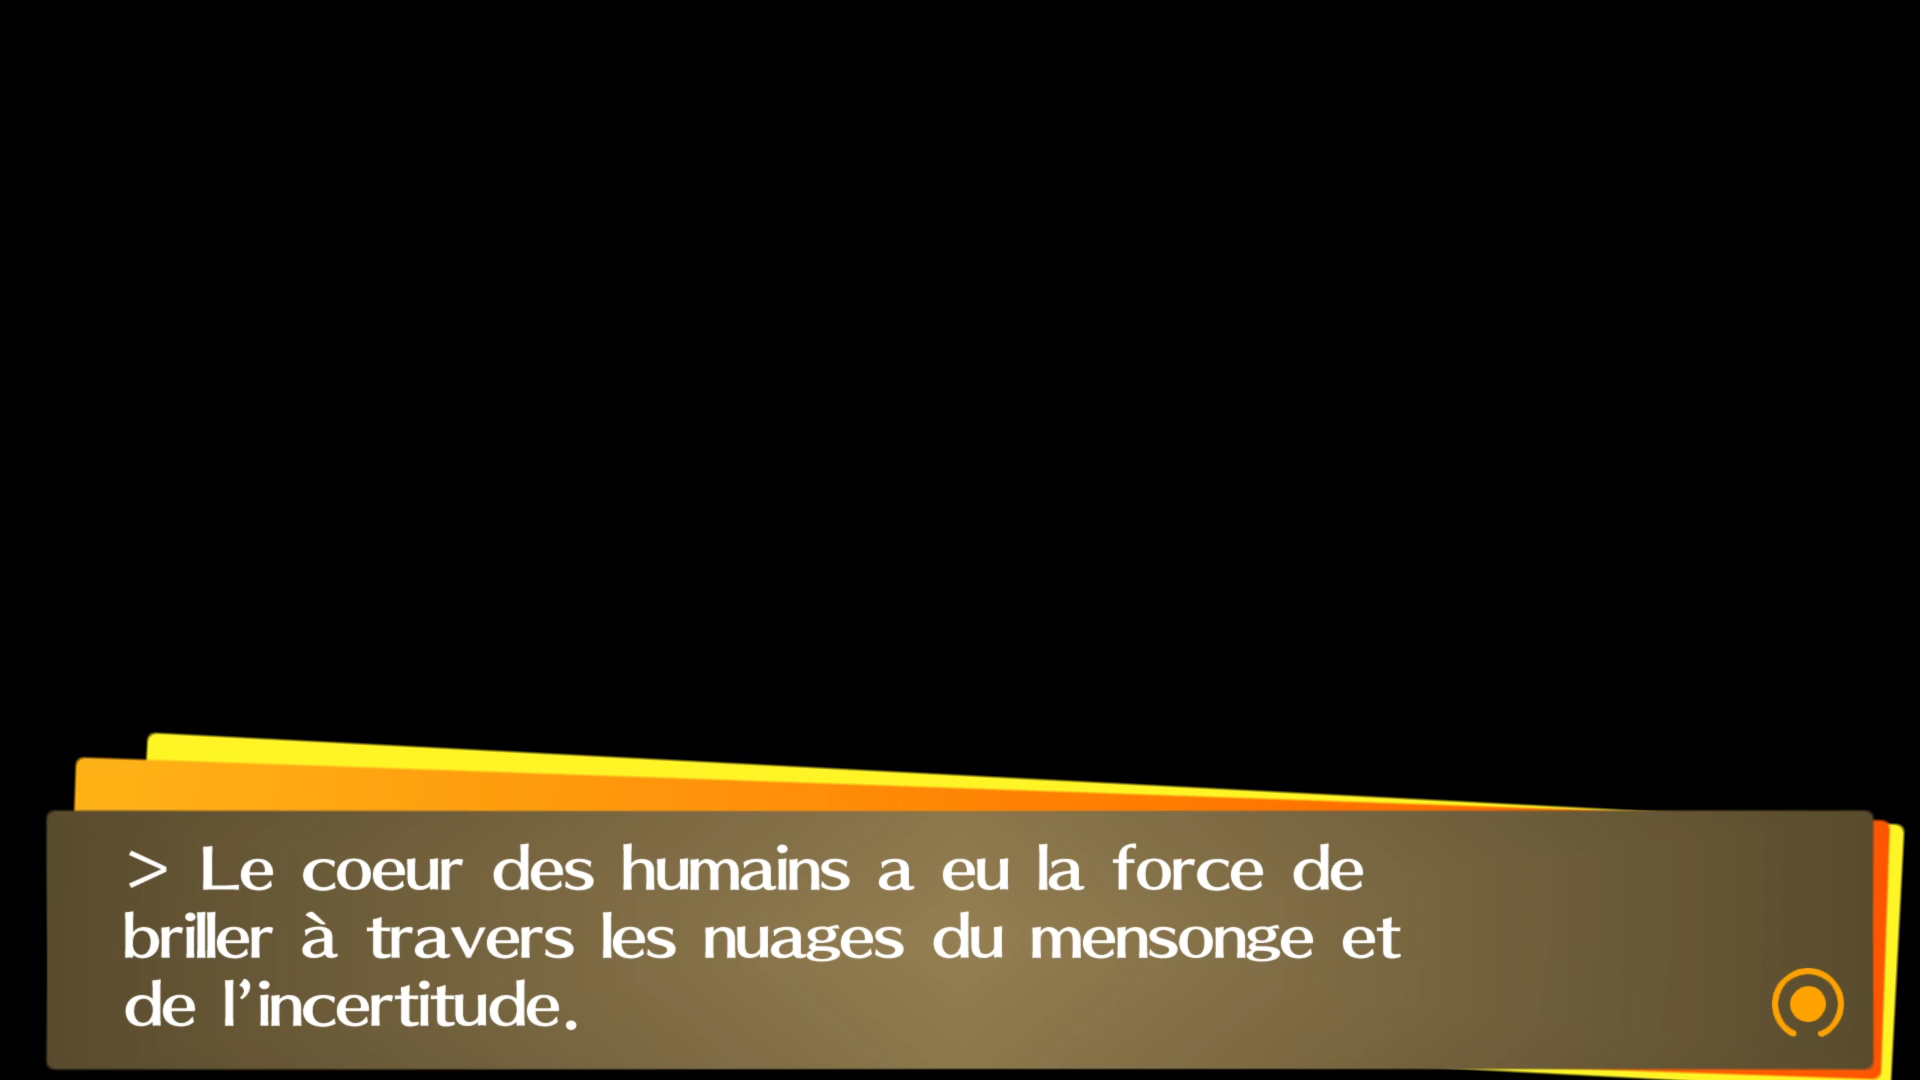 > Le coeur des humains a eu la force de
briller à travers les nuages du mensonge et
de l’incertitude.